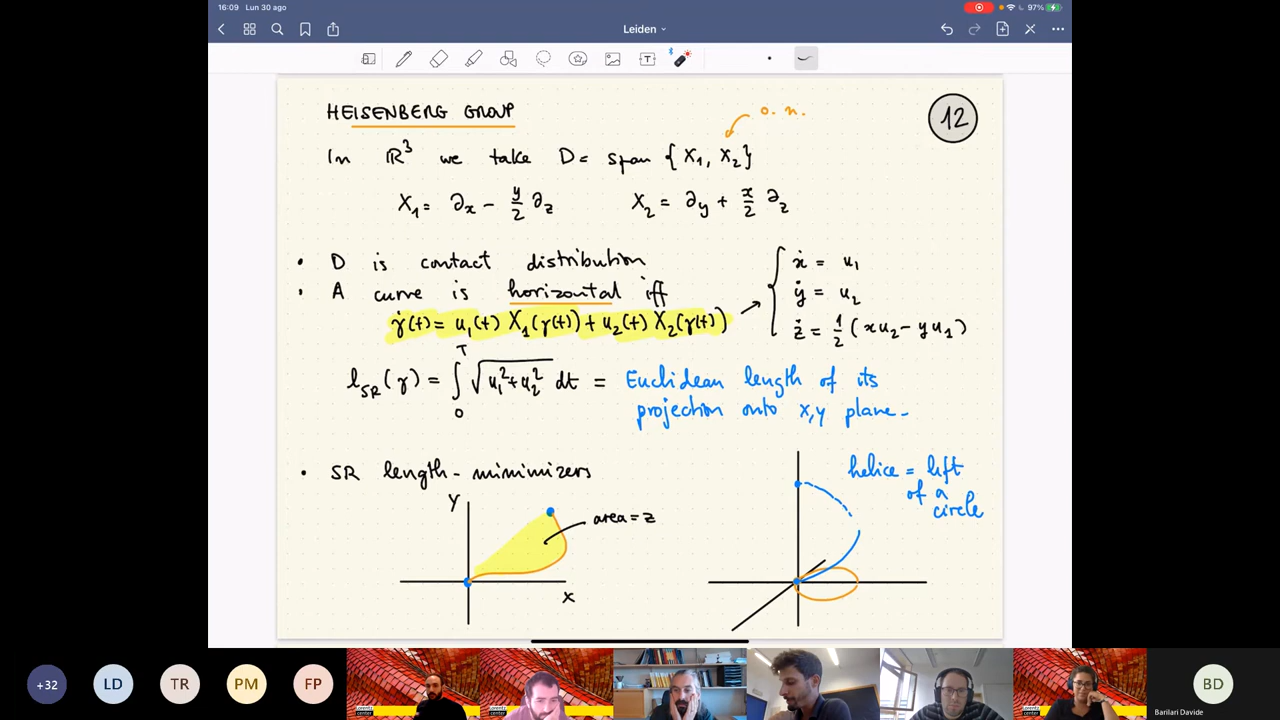 16:09 Lun 30 ago
97%
Leiden
HEISENBERG GROUP
o.n.
12
In ℝ³ we take D = span {X₁, X₂}
X₁ = ∂x − y/2 ∂z
X₂ = ∂y + x/2 ∂z
• D is contact distribution
• A curve is horizontal iff
γ̇(t) = u₁(t) X₁(γ(t)) + u₂(t) X₂(γ(t))
ẋ = u₁
ẏ = u₂
ż = ½ (x u₂ − y u₁)
ℓSR(γ) = ∫₀ᵀ √(u₁² + u₂²) dt = Euclidean length of its
projection onto x,y plane.
• SR length-minimizers
Y
area = z
X
helice = lift
of a
circle
+32
LD
TR
PM
FP
BD
Barilari Davide